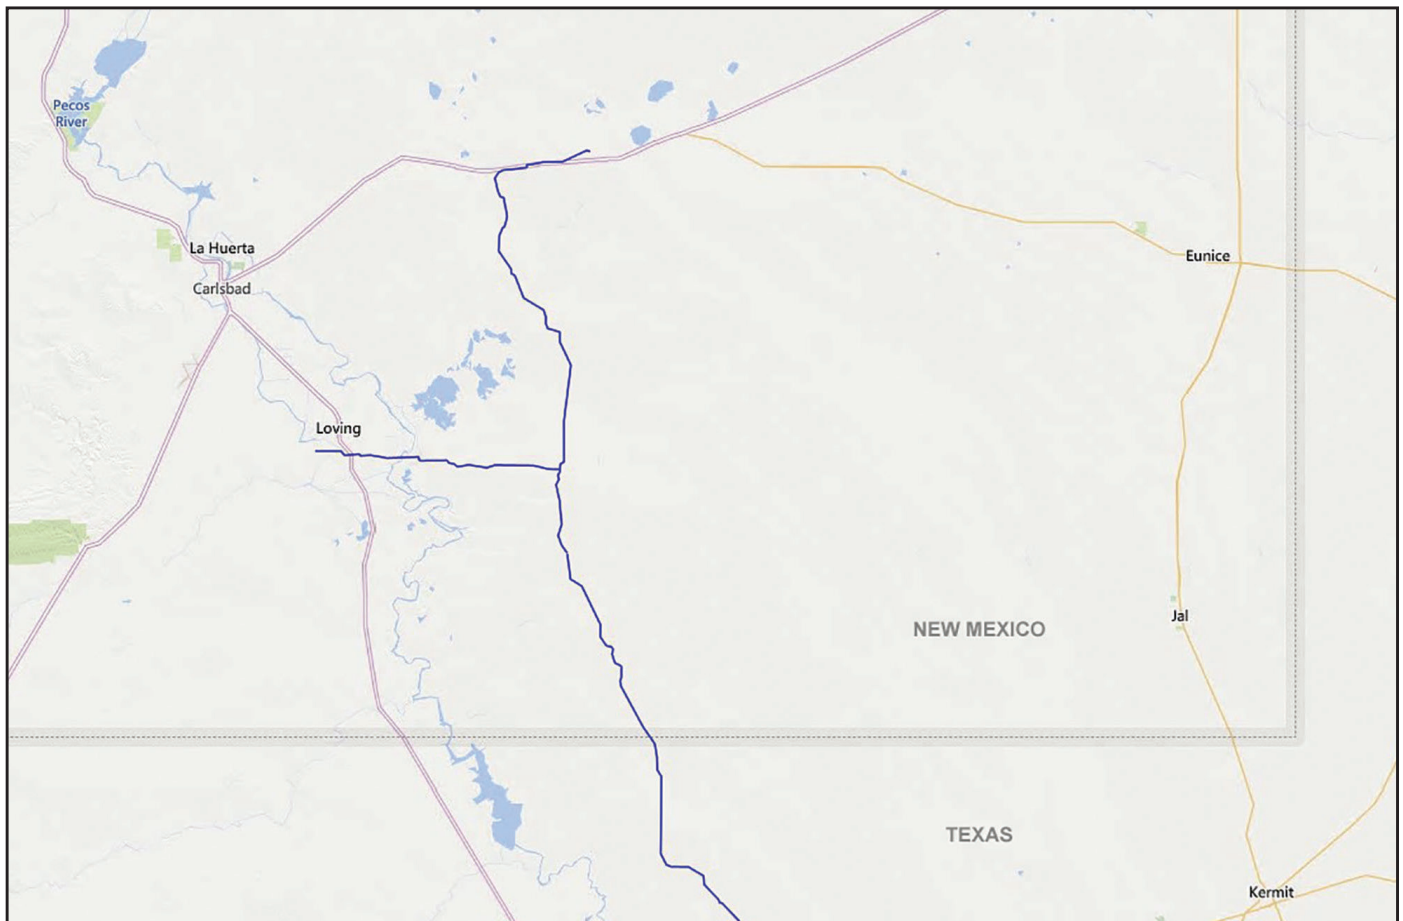 Pecos
River
La Huerta
Eunice
Carlsbad
Loving
Jal
NEW MEXICO
TEXAS
Kermit